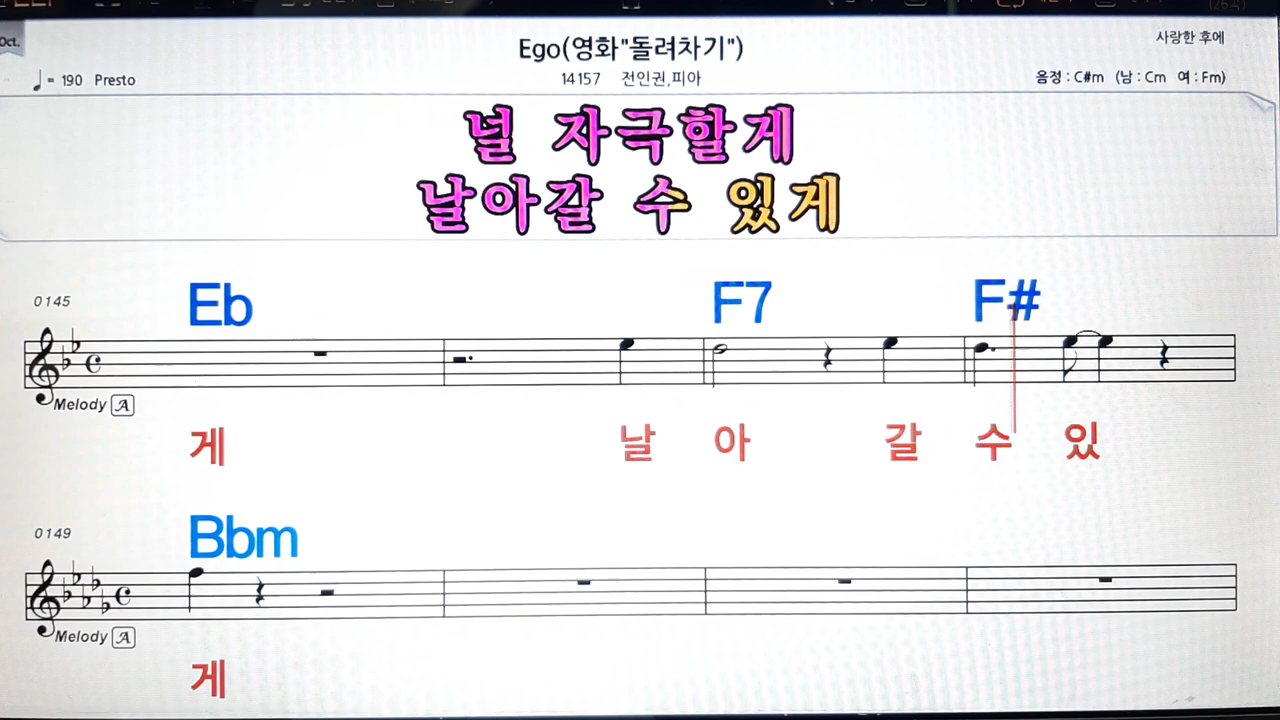 Oct.
Ego(영화"돌려차기")
사랑한 후에
♩= 190 Presto
14157 전인권,피아
음정 : C#m (남 : Cm 여 : Fm)
널 자극할게
날아갈 수 있게
0145
Eb F7 F#
Melody A
게 날 아 갈 수 있
0149
Bbm
Melody A
게